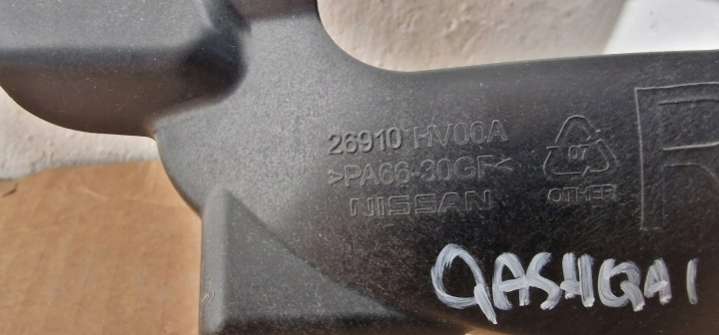 26910 HV00A
>PA66-30GF<
NISSAN
07
OTHER
R
QASHQAI